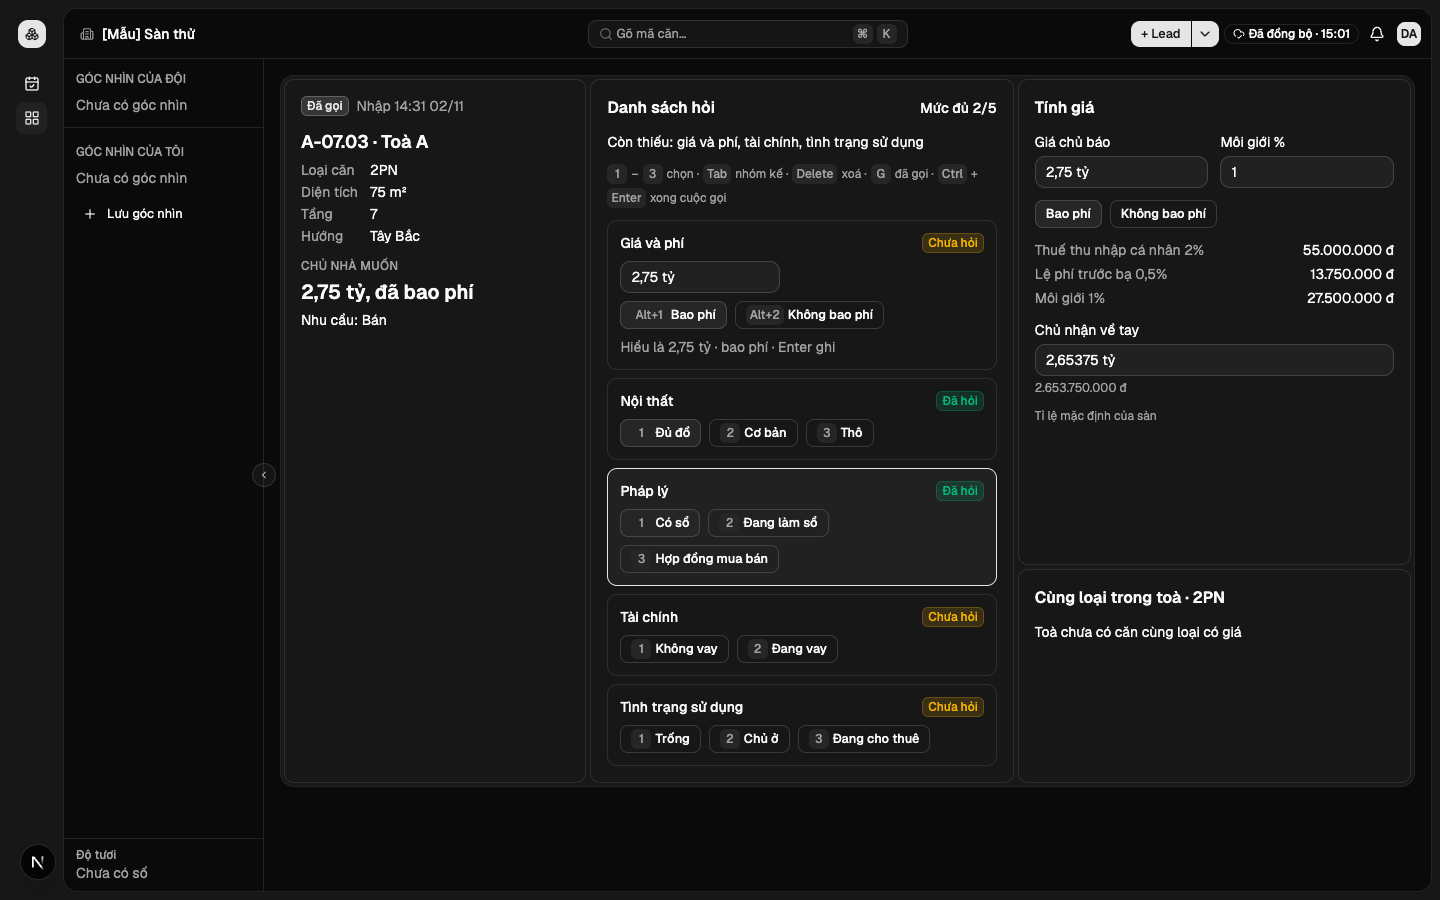 [Mẫu] Sàn thử
Gõ mã căn...
⌘ K
+ Lead
Đã đồng bộ · 15:01
DA
GÓC NHÌN CỦA ĐỘI
Chưa có góc nhìn
GÓC NHÌN CỦA TÔI
Chưa có góc nhìn
+ Lưu góc nhìn
Độ tươi
Chưa có số
N
Đã gọi Nhập 14:31 02/11
A-07.03 · Toà A
Loại căn 2PN
Diện tích 75 m²
Tầng 7
Hướng Tây Bắc
CHỦ NHÀ MUỐN
2,75 tỷ, đã bao phí
Nhu cầu: Bán
Danh sách hỏi Mức đủ 2/5
Còn thiếu: giá và phí, tài chính, tình trạng sử dụng
1 – 3 chọn · Tab nhóm kế · Delete xoá · G đã gọi · Ctrl +
Enter xong cuộc gọi
Giá và phí Chưa hỏi
2,75 tỷ
Alt+1 Bao phí Alt+2 Không bao phí
Hiểu là 2,75 tỷ · bao phí · Enter ghi
Nội thất Đã hỏi
1 Đủ đồ 2 Cơ bản 3 Thô
Pháp lý Đã hỏi
1 Có sổ 2 Đang làm sổ
3 Hợp đồng mua bán
Tài chính Chưa hỏi
1 Không vay 2 Đang vay
Tình trạng sử dụng Chưa hỏi
1 Trống 2 Chủ ở 3 Đang cho thuê
Tính giá
Giá chủ báo Môi giới %
2,75 tỷ 1
Bao phí Không bao phí
Thuế thu nhập cá nhân 2% 55.000.000 đ
Lệ phí trước bạ 0,5% 13.750.000 đ
Môi giới 1% 27.500.000 đ
Chủ nhận về tay
2,65375 tỷ
2.653.750.000 đ
Tỉ lệ mặc định của sàn
Cùng loại trong toà · 2PN
Toà chưa có căn cùng loại có giá